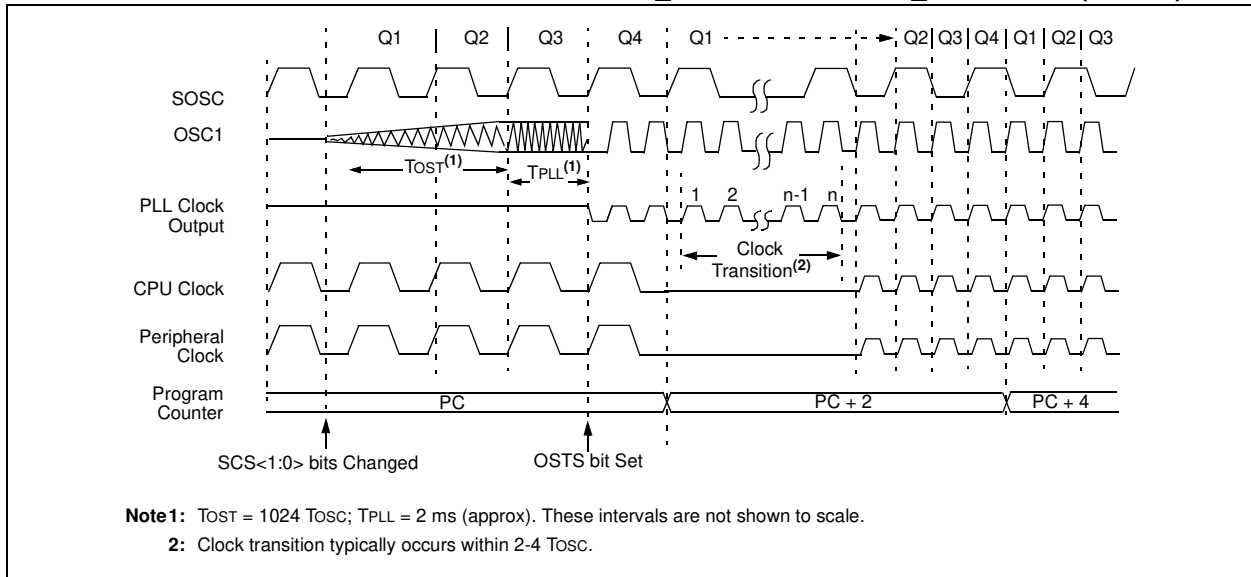 Q1 Q2 Q3 Q4 Q1 Q2 Q3 Q4 Q1 Q2 Q3
SOSC
OSC1
TOST(1) TPLL(1)
1 2 n-1 n
PLL Clock
Output
Clock
Transition(2)
CPU Clock
Peripheral
Clock
Program
Counter
PC PC + 2 PC + 4
SCS<1:0> bits Changed OSTS bit Set
Note1: TOST = 1024 TOSC; TPLL = 2 ms (approx). These intervals are not shown to scale.
2: Clock transition typically occurs within 2-4 TOSC.